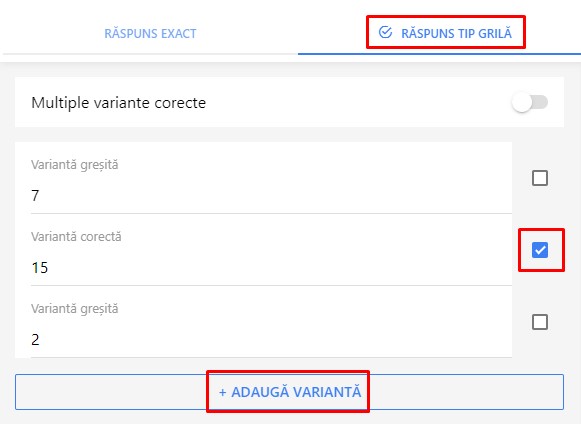 RĂSPUNS EXACT
RĂSPUNS TIP GRILĂ
Multiple variante corecte
Variantă greșită
7
Variantă corectă
15
Variantă greșită
2
+ ADAUGĂ VARIANTĂ